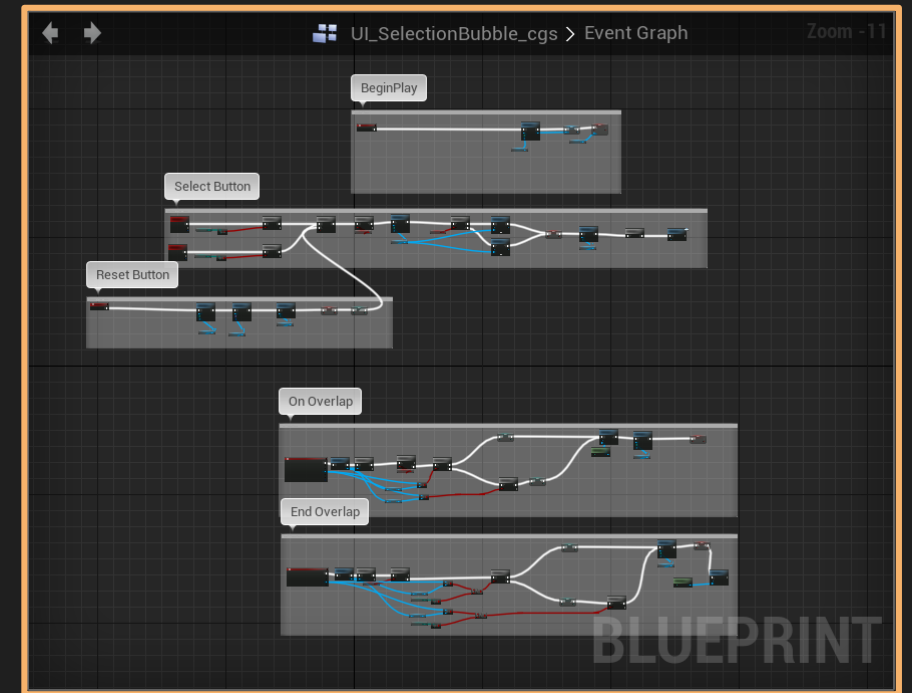 UI_SelectionBubble_cgs > Event Graph
Zoom -11
BeginPlay
Select Button
Reset Button
On Overlap
End Overlap
BLUEPRINT